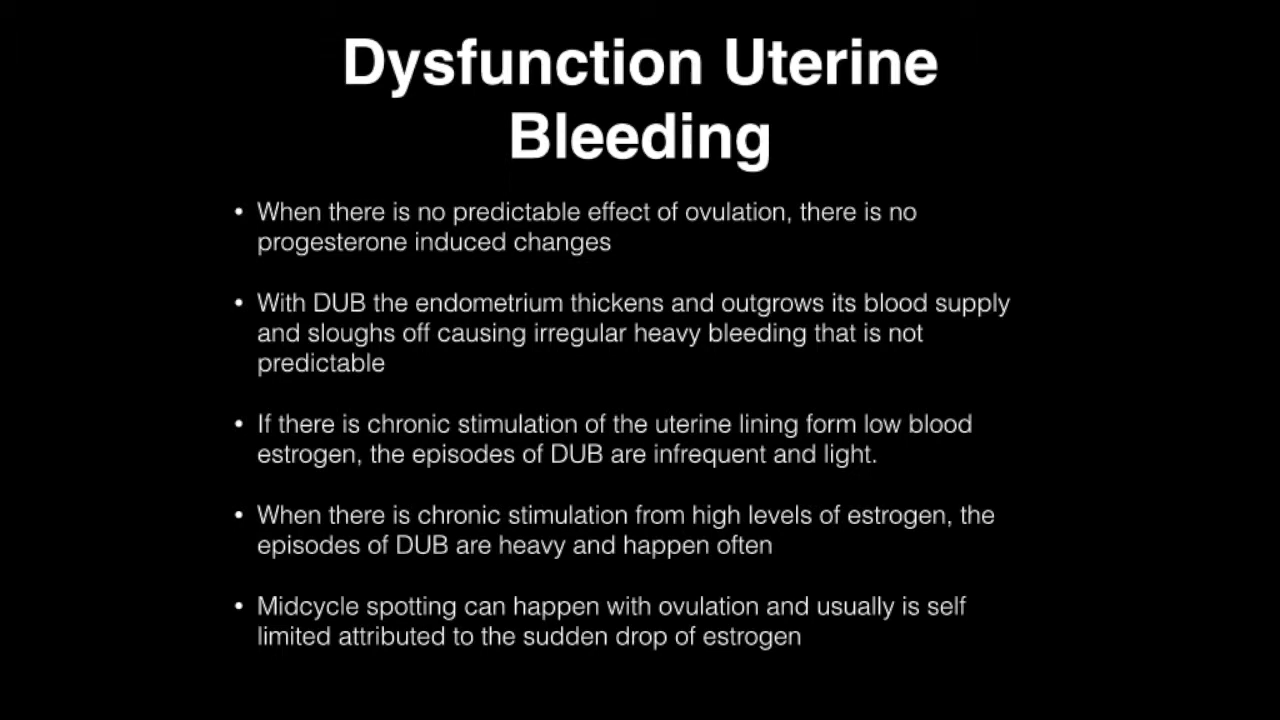 Dysfunction Uterine
Bleeding
• When there is no predictable effect of ovulation, there is no
progesterone induced changes
• With DUB the endometrium thickens and outgrows its blood supply
and sloughs off causing irregular heavy bleeding that is not
predictable
• If there is chronic stimulation of the uterine lining form low blood
estrogen, the episodes of DUB are infrequent and light.
• When there is chronic stimulation from high levels of estrogen, the
episodes of DUB are heavy and happen often
• Midcycle spotting can happen with ovulation and usually is self
limited attributed to the sudden drop of estrogen